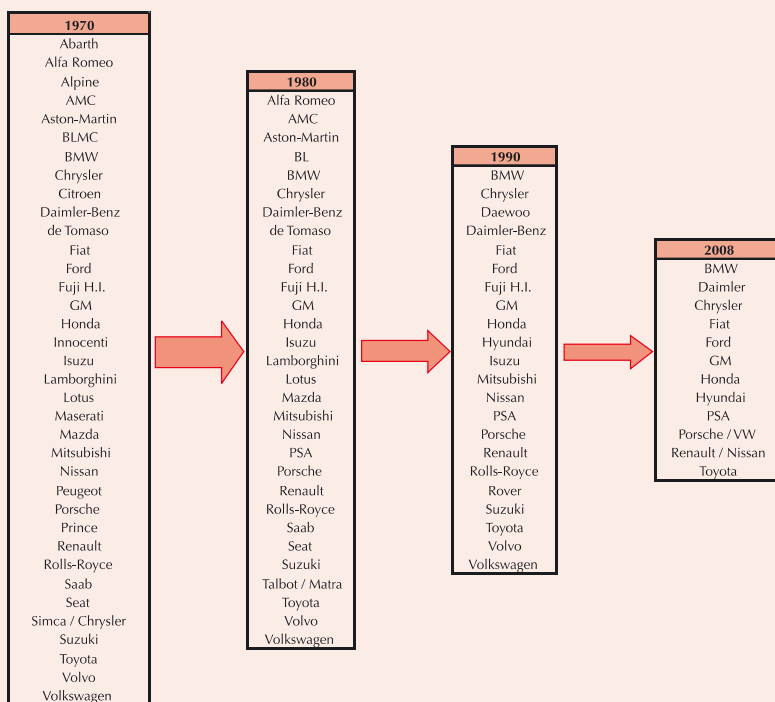 1970
Abarth
Alfa Romeo
Alpine
AMC
Aston-Martin
BLMC
BMW
Chrysler
Citroen
Daimler-Benz
de Tomaso
Fiat
Ford
Fuji H.I.
GM
Honda
Innocenti
Isuzu
Lamborghini
Lotus
Maserati
Mazda
Mitsubishi
Nissan
Peugeot
Porsche
Prince
Renault
Rolls-Royce
Saab
Seat
Simca / Chrysler
Suzuki
Toyota
Volvo
Volkswagen
1980
Alfa Romeo
AMC
Aston-Martin
BL
BMW
Chrysler
Daimler-Benz
de Tomaso
Fiat
Ford
Fuji H.I.
GM
Honda
Isuzu
Lamborghini
Lotus
Mazda
Mitsubishi
Nissan
PSA
Porsche
Renault
Rolls-Royce
Saab
Seat
Suzuki
Talbot / Matra
Toyota
Volvo
Volkswagen
1990
BMW
Chrysler
Daewoo
Daimler-Benz
Fiat
Ford
Fuji H.I.
GM
Honda
Hyundai
Isuzu
Mitsubishi
Nissan
PSA
Porsche
Renault
Rolls-Royce
Rover
Suzuki
Toyota
Volvo
Volkswagen
2008
BMW
Daimler
Chrysler
Fiat
Ford
GM
Honda
Hyundai
PSA
Porsche / VW
Renault / Nissan
Toyota